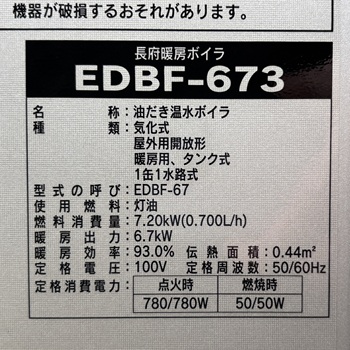 機器が破損するおそれがあります。
長府暖房ボイラ
EDBF-673
名称:油だき温水ボイラ
種類:気化式
屋外用開放形
暖房用、タンク式
1缶1水路式
型式の呼び:EDBF-67
使用燃料:灯油
燃料消費量:7.20kW(0.700L/h)
暖房出力:6.7kW
暖房効率:93.0% 伝熱面積:0.44m²
定格電圧:100V 定格周波数:50/60Hz
定格消費電力: 点火時 燃焼時
780/780W 50/50W